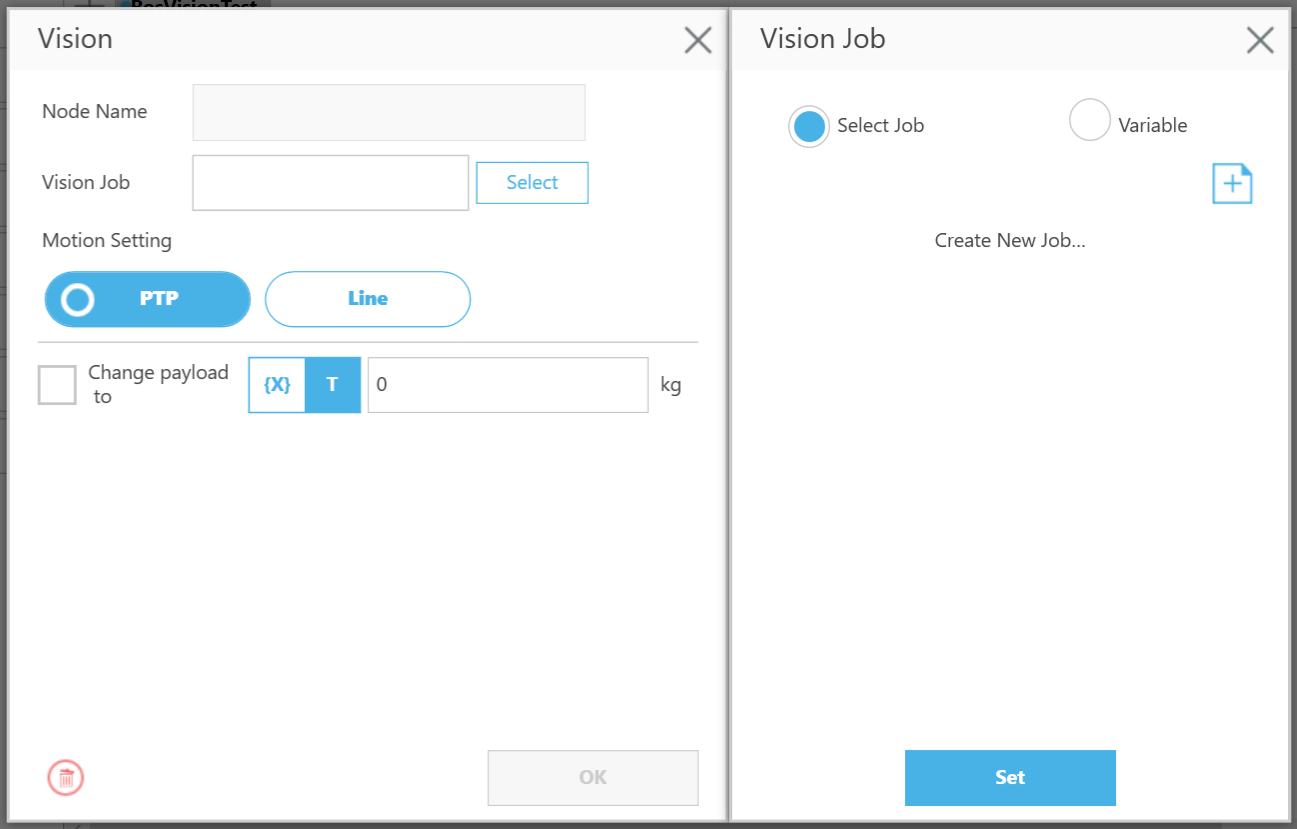 RosVisionTest
Vision
Node Name
Vision Job
Select
Motion Setting
PTP
Line
Change payload
to
{X}
T
0
kg
OK
Vision Job
Select Job
Variable
Create New Job...
Set